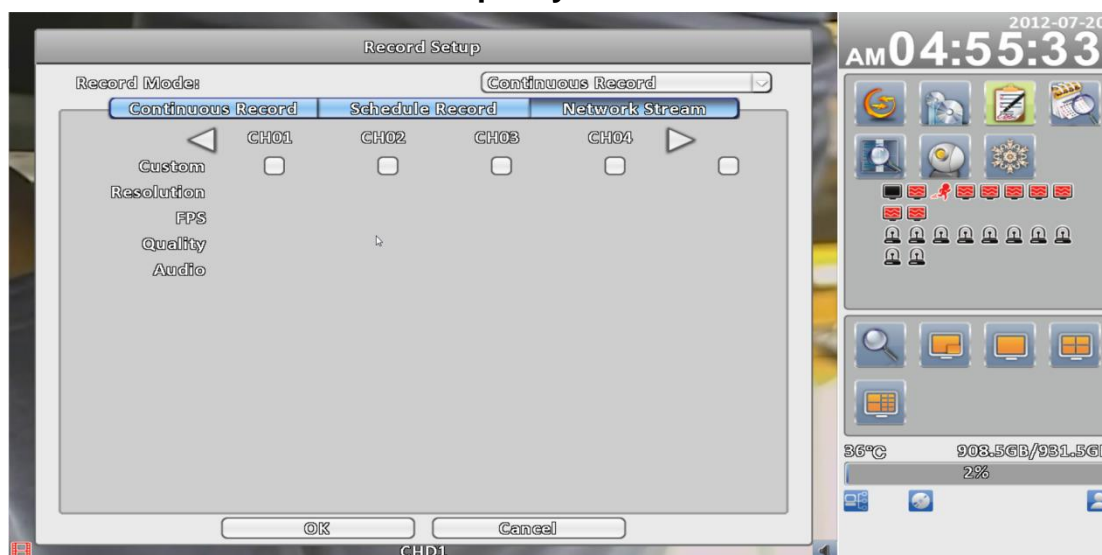 2012-07-20
Record Setup
AM04:55:33
Record Mode:
Continuous Record
Continuous Record Schedule Record Network Stream
CH01 CH02 CH03 CH04
Custom
Resolution
FPS
Quality
Audio
36°C 908.5GB/931.5G
2%
OK Cancel
CHD1